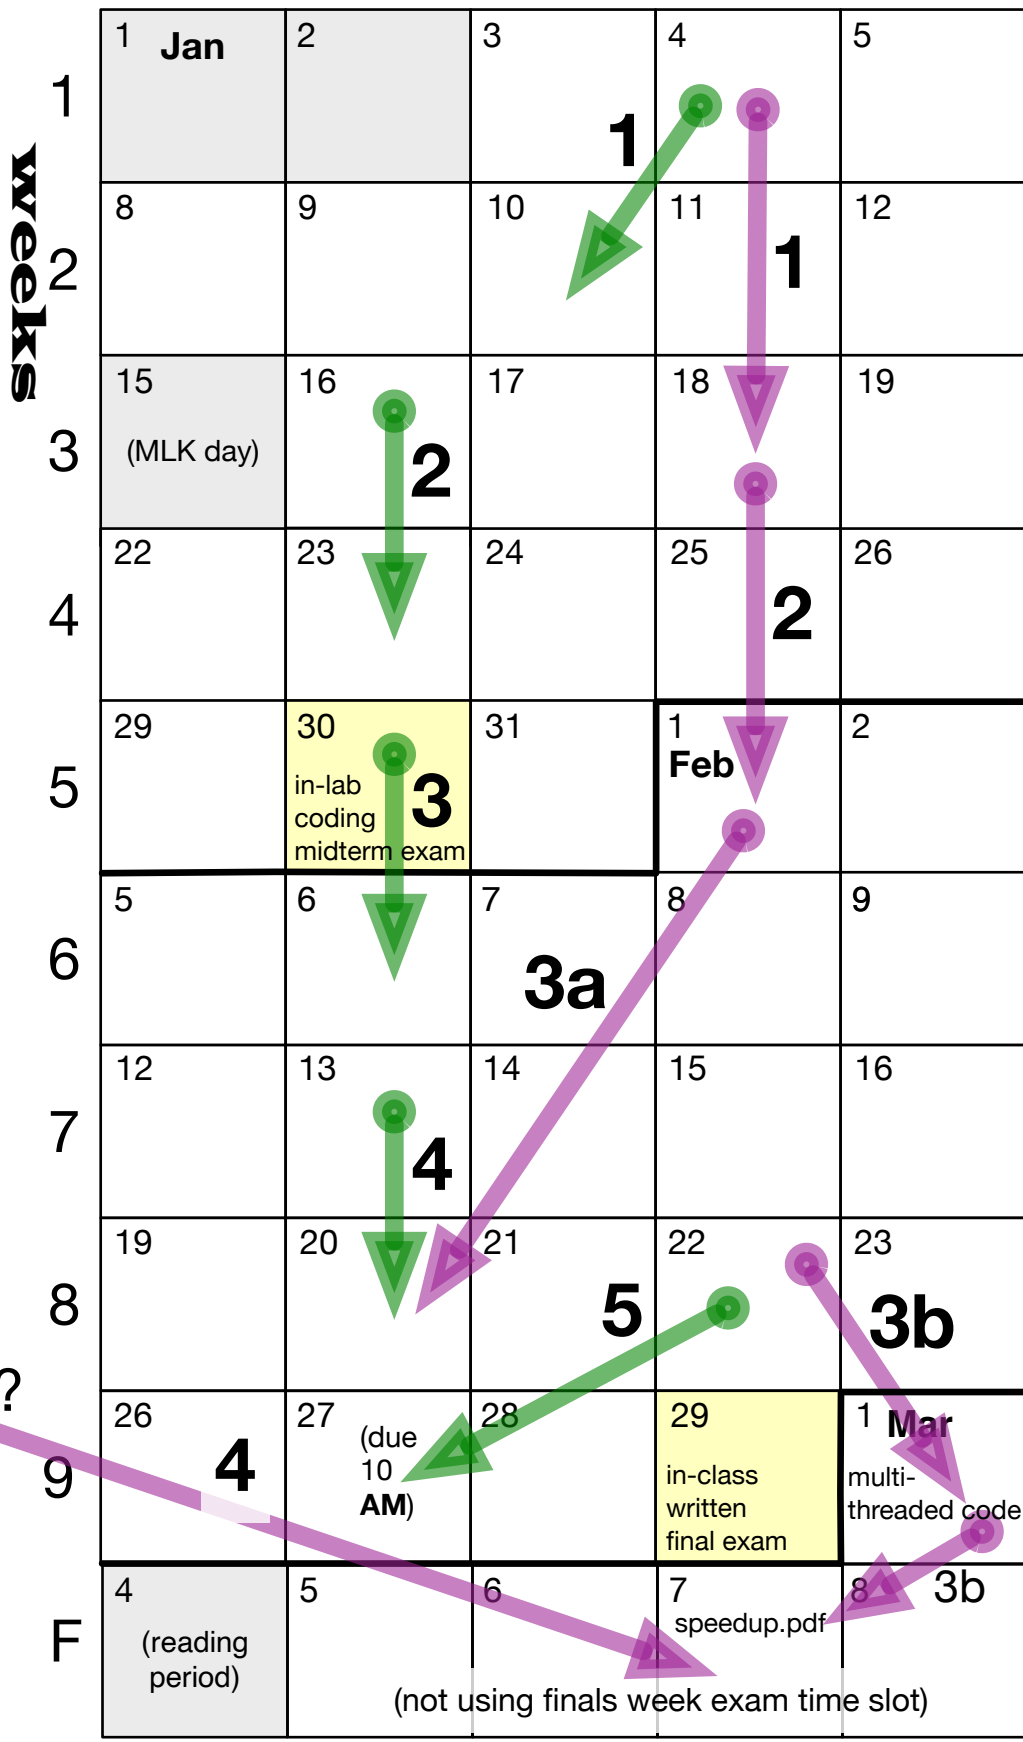 weeks
1 Jan
2
3
4
5
1
1
8
9
10
11
12
2
1
15
(MLK day)
16
17
18
19
3
2
22
23
24
25
26
4
2
29
30
in-lab
coding
midterm exam
3
31
1
Feb
2
5
5
6
7
8
9
6
3a
12
13
14
15
16
7
4
19
20
21
22
23
8
5
3b
?
26
4
27
(due
10
AM)
28
29
in-class
written
final exam
1 Mar
multi-
threaded code
9
4
(reading
period)
5
6
7
speedup.pdf
8
3b
F
(not using finals week exam time slot)